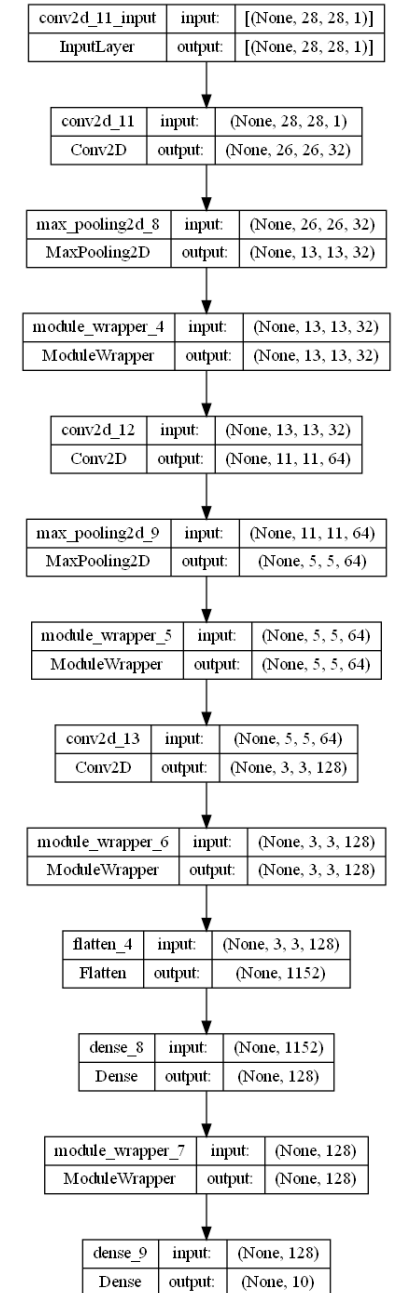 conv2d_11_input input: [(None, 28, 28, 1)]
InputLayer output: [(None, 28, 28, 1)]
conv2d_11 input: (None, 28, 28, 1)
Conv2D output: (None, 26, 26, 32)
max_pooling2d_8 input: (None, 26, 26, 32)
MaxPooling2D output: (None, 13, 13, 32)
module_wrapper_4 input: (None, 13, 13, 32)
ModuleWrapper output: (None, 13, 13, 32)
conv2d_12 input: (None, 13, 13, 32)
Conv2D output: (None, 11, 11, 64)
max_pooling2d_9 input: (None, 11, 11, 64)
MaxPooling2D output: (None, 5, 5, 64)
module_wrapper_5 input: (None, 5, 5, 64)
ModuleWrapper output: (None, 5, 5, 64)
conv2d_13 input: (None, 5, 5, 64)
Conv2D output: (None, 3, 3, 128)
module_wrapper_6 input: (None, 3, 3, 128)
ModuleWrapper output: (None, 3, 3, 128)
flatten_4 input: (None, 3, 3, 128)
Flatten output: (None, 1152)
dense_8 input: (None, 1152)
Dense output: (None, 128)
module_wrapper_7 input: (None, 128)
ModuleWrapper output: (None, 128)
dense_9 input: (None, 128)
Dense output: (None, 10)